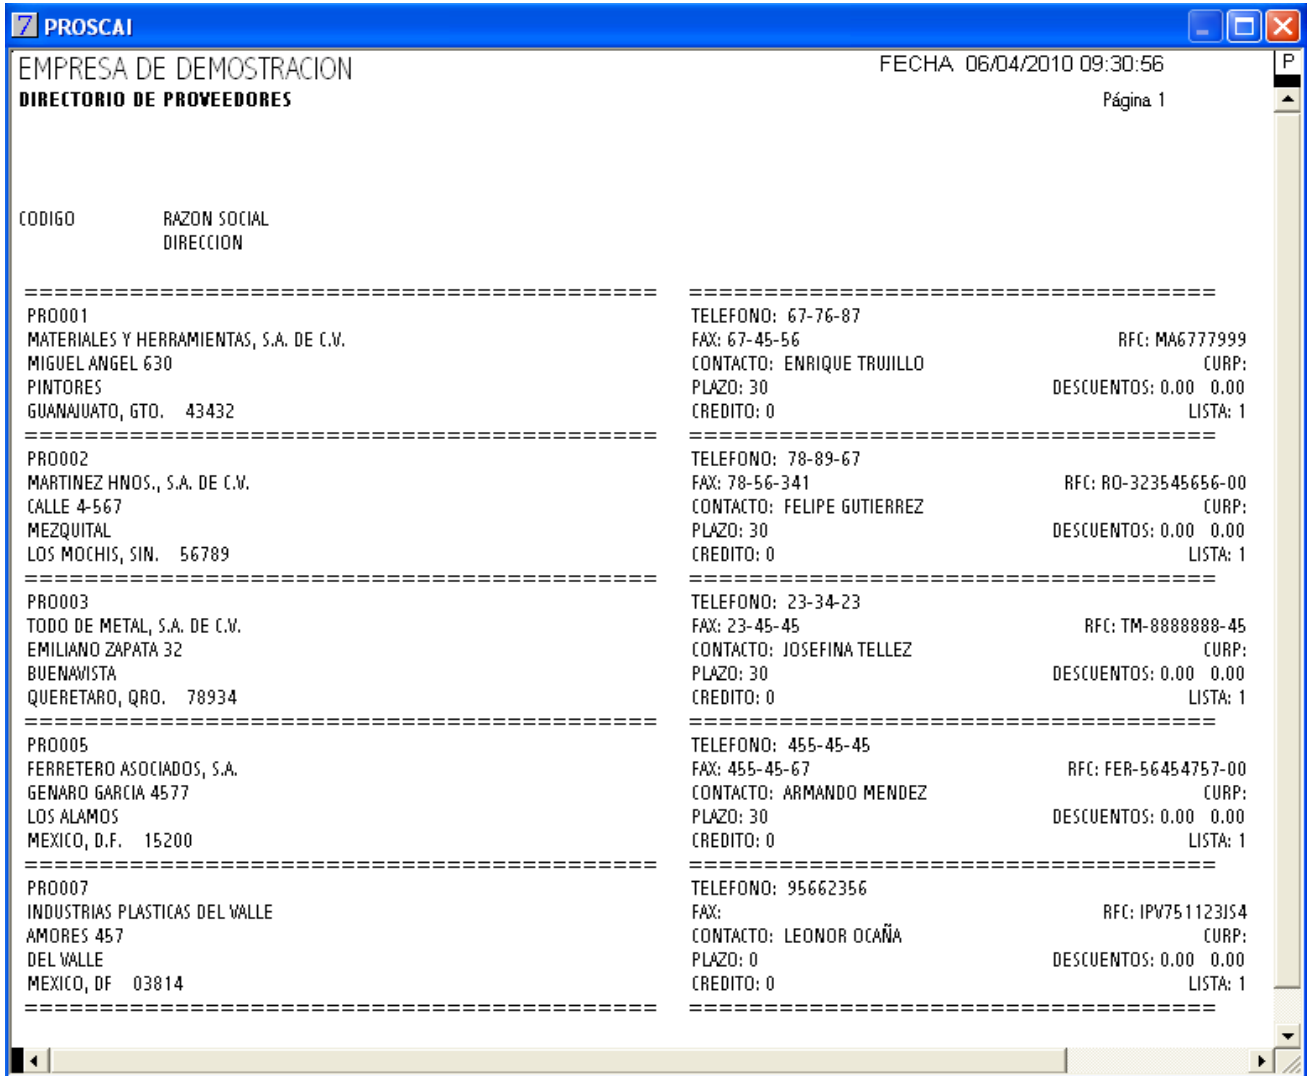 PROSCAI
EMPRESA DE DEMOSTRACION FECHA 06/04/2010 09:30:56 P
DIRECTORIO DE PROVEEDORES Página 1
CODIGO RAZON SOCIAL
DIRECCION
========================================== ===================================
PRO001 TELEFONO: 67-76-87
MATERIALES Y HERRAMIENTAS, S.A. DE C.V. FAX: 67-45-56 RFC: MA6777999
MIGUEL ANGEL 630 CONTACTO: ENRIQUE TRUJILLO CURP:
PINTORES PLAZO: 30 DESCUENTOS: 0.00 0.00
GUANAJUATO, GTO. 43432 CREDITO: 0 LISTA: 1
========================================== ===================================
PRO002 TELEFONO: 78-89-67
MARTINEZ HNOS., S.A. DE C.V. FAX: 78-56-341 RFC: RO-323545656-00
CALLE 4-567 CONTACTO: FELIPE GUTIERREZ CURP:
MEZQUITAL PLAZO: 30 DESCUENTOS: 0.00 0.00
LOS MOCHIS, SIN. 56789 CREDITO: 0 LISTA: 1
========================================== ===================================
PRO003 TELEFONO: 23-34-23
TODO DE METAL, S.A. DE C.V. FAX: 23-45-45 RFC: TM-8888888-45
EMILIANO ZAPATA 32 CONTACTO: JOSEFINA TELLEZ CURP:
BUENAVISTA PLAZO: 30 DESCUENTOS: 0.00 0.00
QUERETARO, QRO. 78934 CREDITO: 0 LISTA: 1
========================================== ===================================
PRO005 TELEFONO: 455-45-45
FERRETERO ASOCIADOS, S.A. FAX: 455-45-67 RFC: FER-56454757-00
GENARO GARCIA 4577 CONTACTO: ARMANDO MENDEZ CURP:
LOS ALAMOS PLAZO: 30 DESCUENTOS: 0.00 0.00
MEXICO, D.F. 15200 CREDITO: 0 LISTA: 1
========================================== ===================================
PRO007 TELEFONO: 95662356
INDUSTRIAS PLASTICAS DEL VALLE FAX: RFC: IPV751123JS4
AMORES 457 CONTACTO: LEONOR OCAÑA CURP:
DEL VALLE PLAZO: 0 DESCUENTOS: 0.00 0.00
MEXICO, DF 03814 CREDITO: 0 LISTA: 1
========================================== ===================================